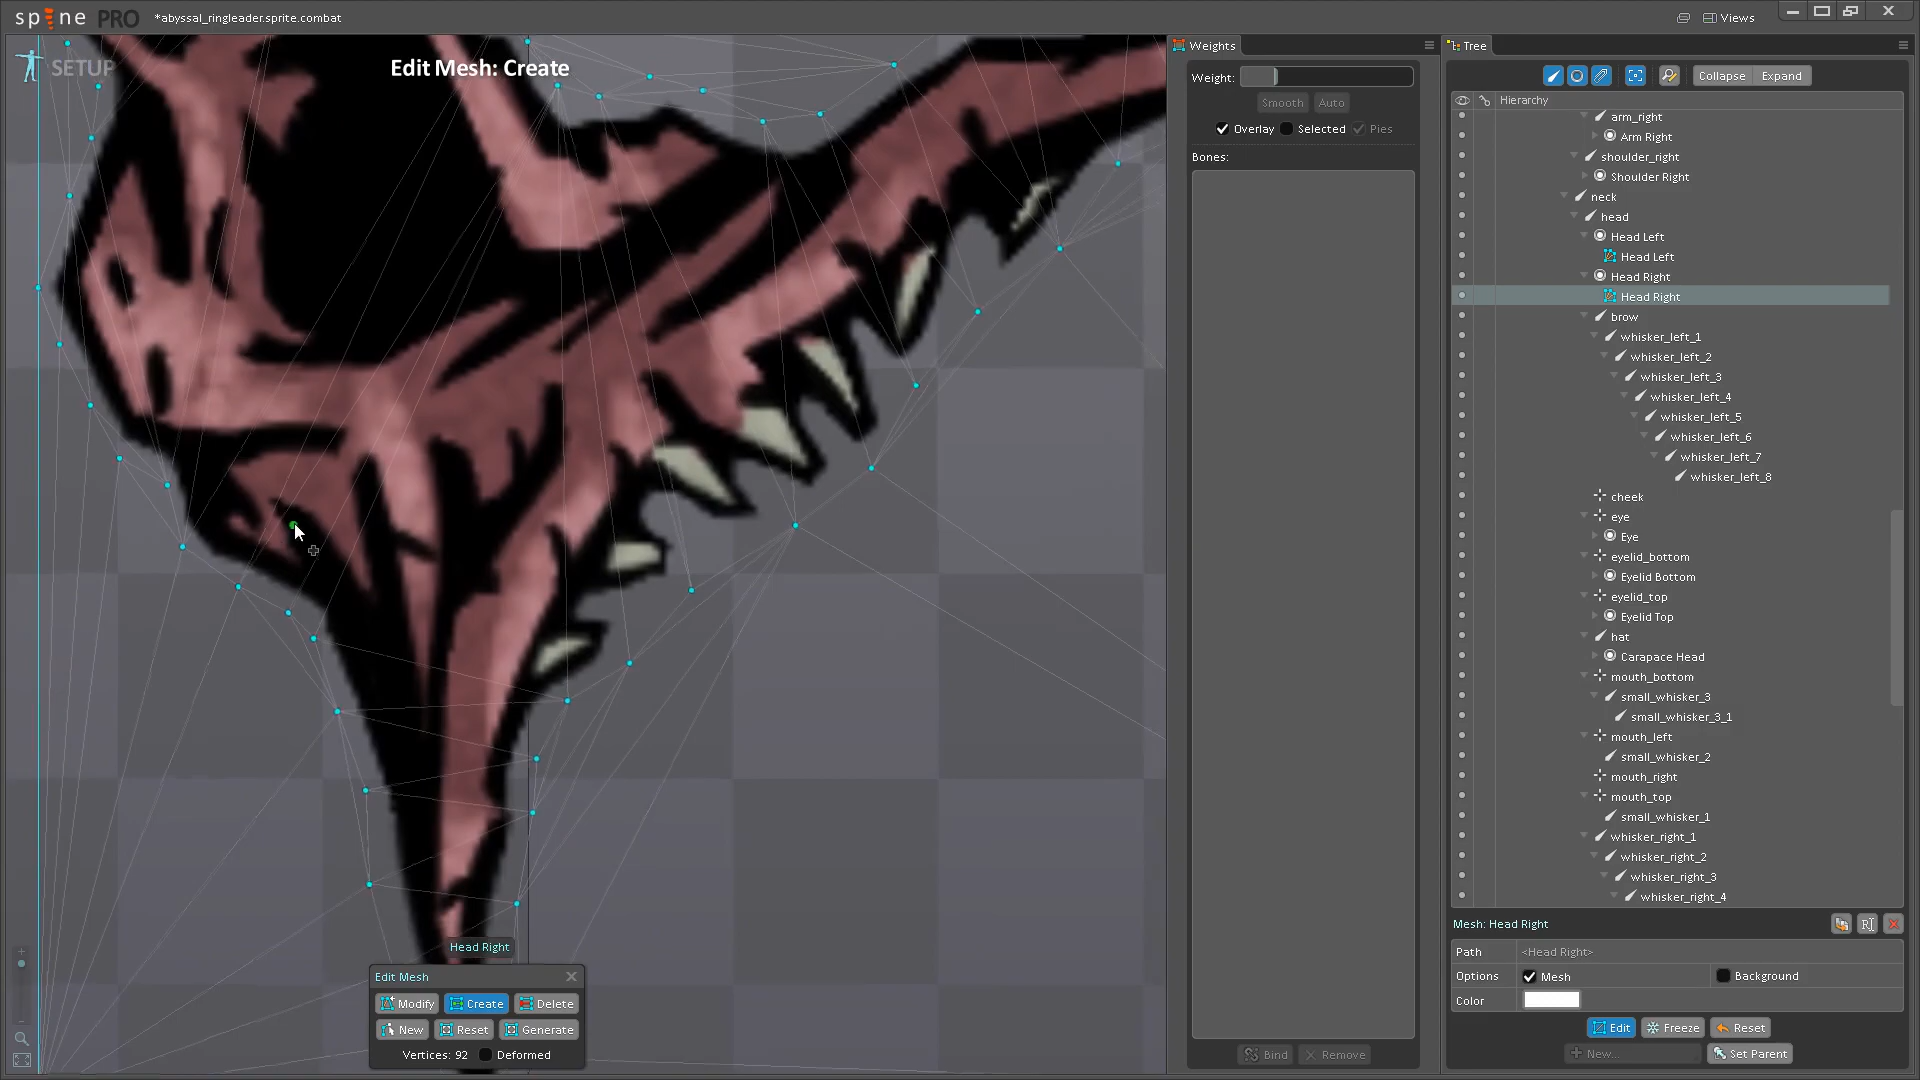 spine PRO *abyssal_ringleader.sprite.combat Views
SETUP
Edit Mesh: Create
Weights
Weight:
Smooth Auto
Overlay Selected Pies
Bones:
Bind Remove
Tree
Collapse Expand
Hierarchy
arm_right
Arm Right
shoulder_right
Shoulder Right
neck
head
Head Left
Head Left
Head Right
Head Right
brow
whisker_left_1
whisker_left_2
whisker_left_3
whisker_left_4
whisker_left_5
whisker_left_6
whisker_left_7
whisker_left_8
cheek
eye
Eye
eyelid_bottom
Eyelid Bottom
eyelid_top
Eyelid Top
hat
Carapace Head
mouth_bottom
small_whisker_3
small_whisker_3_1
mouth_left
small_whisker_2
mouth_right
mouth_top
small_whisker_1
whisker_right_1
whisker_right_2
whisker_right_3
whisker_right_4
Mesh: Head Right
Path <Head Right>
Options Mesh Background
Color
Edit Freeze Reset
New... Set Parent
Head Right
Edit Mesh
Modify Create Delete
New Reset Generate
Vertices: 92 Deformed